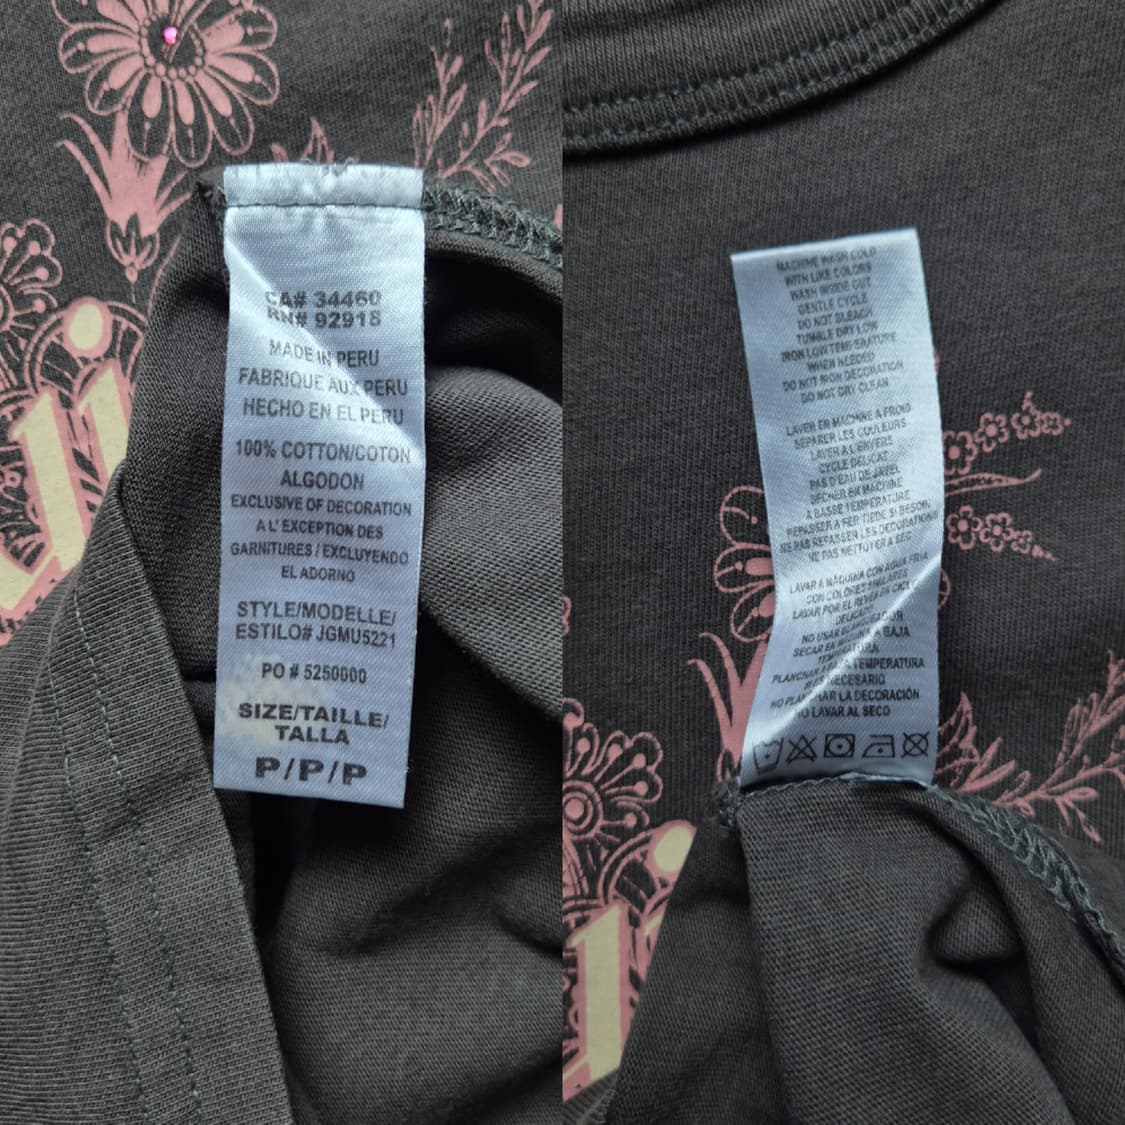 CA# 34460
RN# 92918
MADE IN PERU
FABRIQUE AUX PERU
HECHO EN EL PERU
100% COTTON/COTON
ALGODON
EXCLUSIVE OF DECORATION
A L' EXCEPTION DES
GARNITURES / EXCLUYENDO
EL ADORNO
STYLE/MODELLE/
ESTILO# JGMU5221
PO # 5250000
SIZE/TAILLE/
TALLA
P/P/P
MACHINE WASH COLD
WITH LIKE COLORS
WASH INSIDE OUT
GENTLE CYCLE
DO NOT BLEACH
TUMBLE DRY LOW
IRON LOW TEMPERATURE
WHEN NEEDED
DO NOT IRON DECORATION
DO NOT DRY CLEAN
LAVER EN MACHINE A FROID
SEPARER LES COULEURS
LAVER A L'ENVERS
CYCLE DELICAT
PAS D'EAU DE JAVEL
SECHER EN MACHINE
A BASSE TEMPERATURE
REPASSER A FER TIEDE SI BESOIN
NE PAS REPASSER LES DECORATIONS
NE PAS NETTOYER A SEC
LAVAR A MAQUINA CON AGUA FRIA
CON COLORES SIMILARES
LAVAR POR EL REVES EN CICLO
DELICADO
NO USAR BLANQUEADOR
SECAR EN MAQUINA A BAJA
TEMPERATURA
PLANCHAR A BAJA TEMPERATURA
SI ES NECESARIO
NO PLANCHAR LA DECORACIÓN
NO LAVAR AL SECO